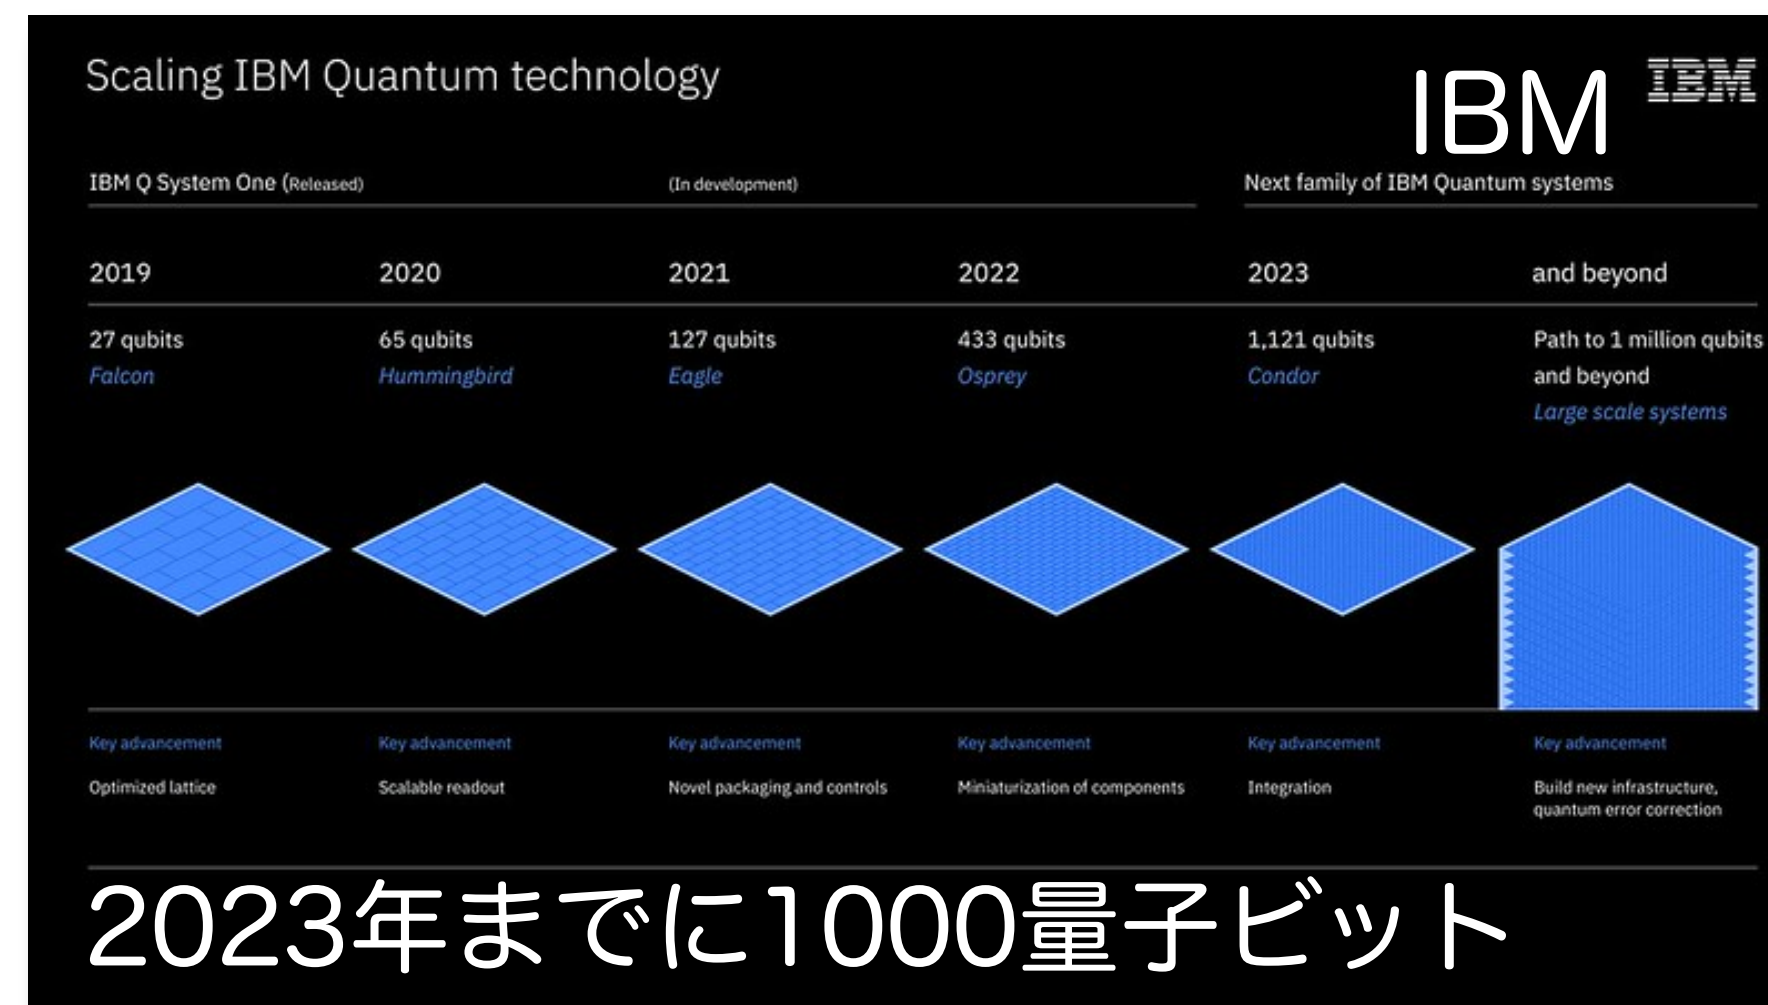 Scaling IBM Quantum technology
IBM
IBM
IBM Q System One (Released)
(In development)
Next family of IBM Quantum systems
2019
2020
2021
2022
2023
and beyond
27 qubits
Falcon
65 qubits
Hummingbird
127 qubits
Eagle
433 qubits
Osprey
1,121 qubits
Condor
Path to 1 million qubits
and beyond
Large scale systems
Key advancement
Optimized lattice
Key advancement
Scalable readout
Key advancement
Novel packaging and controls
Key advancement
Miniaturization of components
Key advancement
Integration
Key advancement
Build new infrastructure,
quantum error correction
2023年までに1000量子ビット